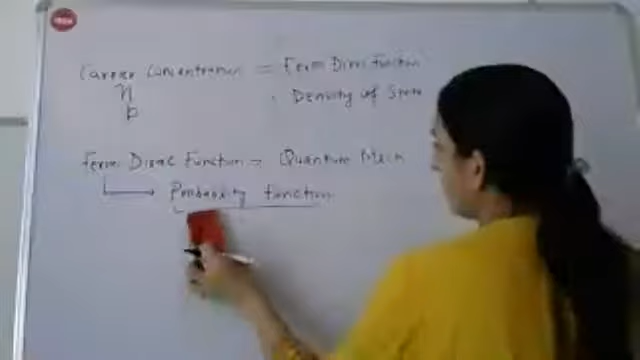 Carrier Concentration = Fermi Dirac Function
n
p
. Density of State
Fermi Dirac Function = Quantum Mech
Probability function